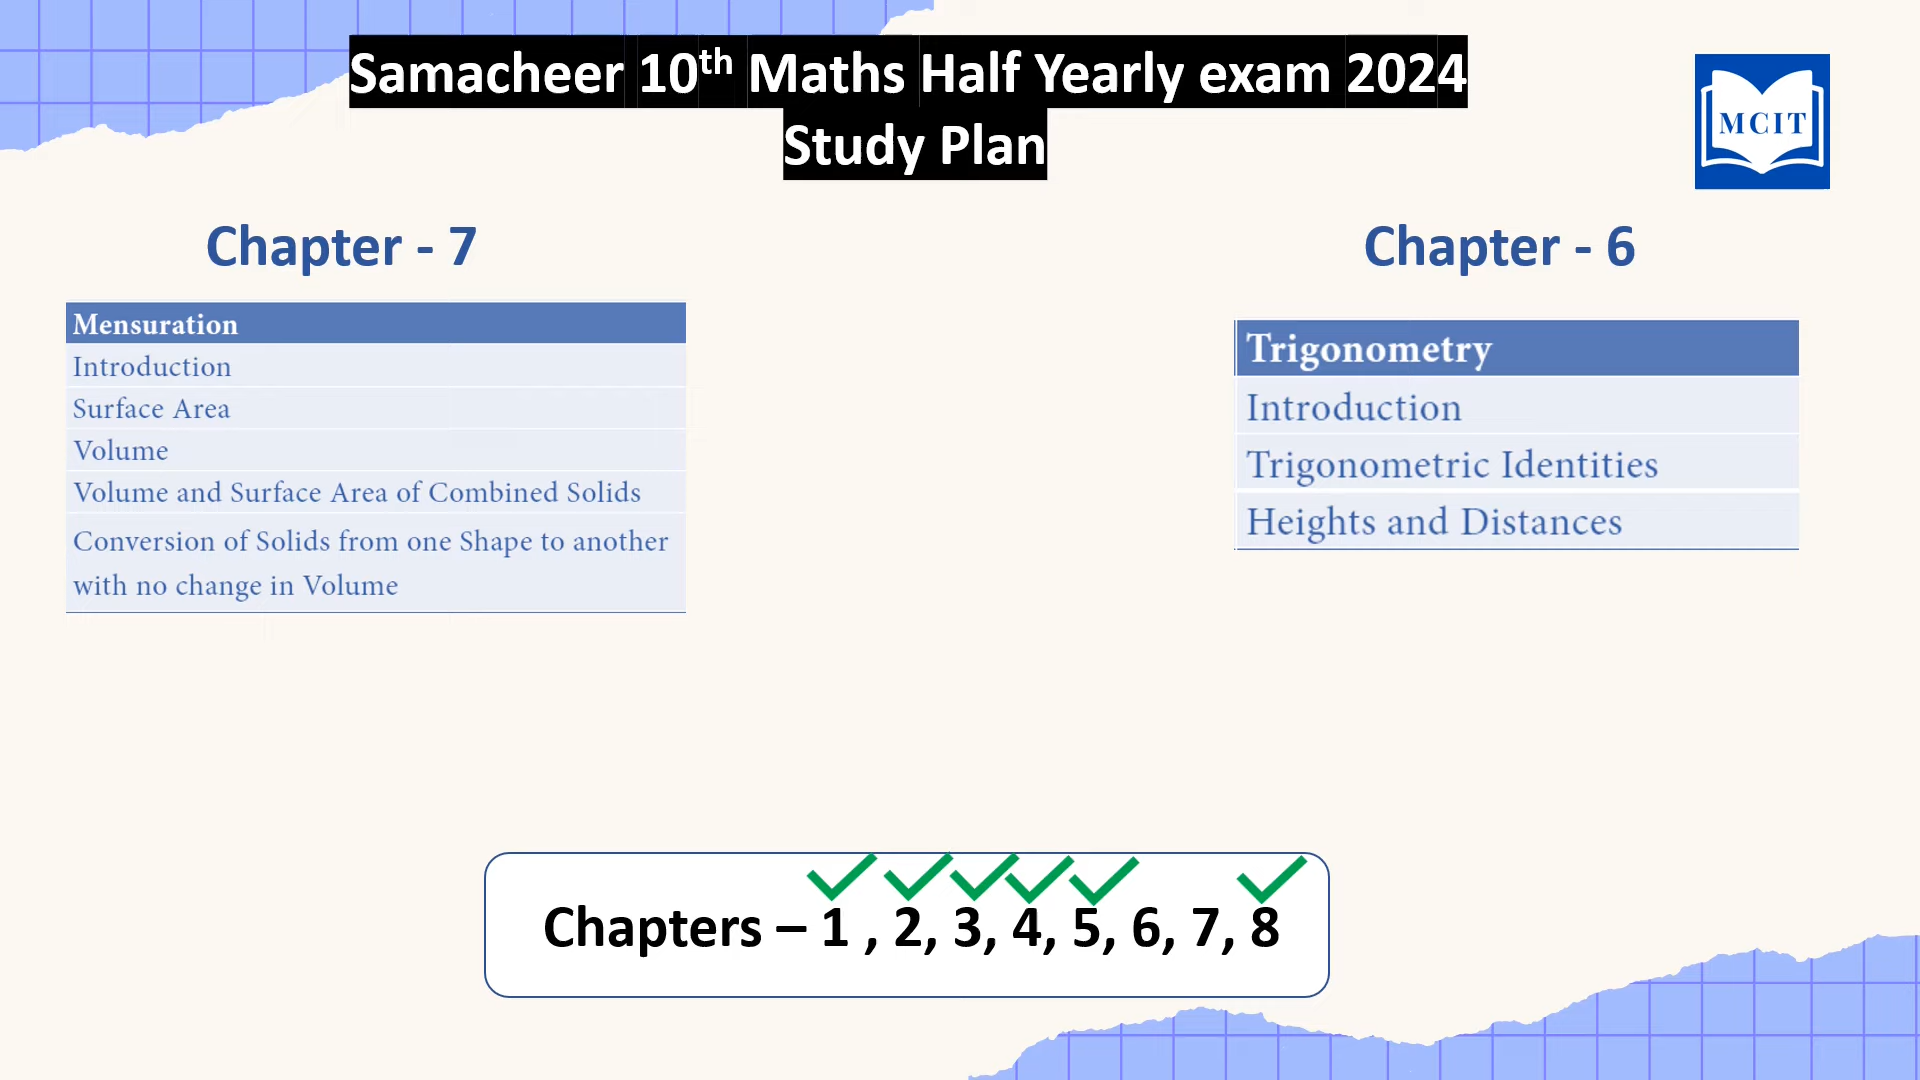 Samacheer 10th Maths Half Yearly exam 2024
Study Plan
MCIT
Chapter - 7
Mensuration
Introduction
Surface Area
Volume
Volume and Surface Area of Combined Solids
Conversion of Solids from one Shape to another
with no change in Volume
Chapter - 6
Trigonometry
Introduction
Trigonometric Identities
Heights and Distances
Chapters – 1 , 2, 3, 4, 5, 6, 7, 8